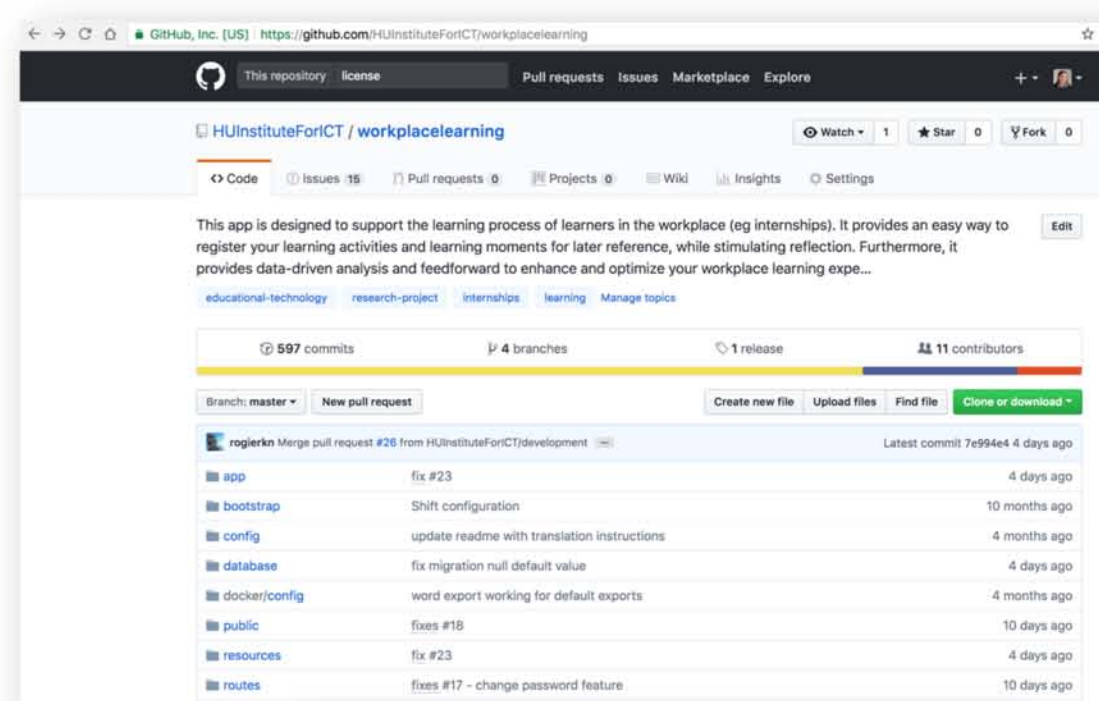 GitHub, Inc. [US] https://github.com/HUInstituteForICT/workplacelearning
This repository license Pull requests Issues Marketplace Explore
HUInstituteForICT / workplacelearning Watch 1 Star 0 Fork 0
Code Issues 15 Pull requests 0 Projects 0 Wiki Insights Settings
This app is designed to support the learning process of learners in the workplace (eg internships). It provides an easy way to Edit
register your learning activities and learning moments for later reference, while stimulating reflection. Furthermore, it
provides data-driven analysis and feedforward to enhance and optimize your workplace learning expe...
educational-technology research-project internships learning Manage topics
597 commits 4 branches 1 release 11 contributors
Branch: master New pull request Create new file Upload files Find file Clone or download
rogierkn Merge pull request #26 from HUInstituteForICT/development ... Latest commit 7e994e4 4 days ago
app fix #23 4 days ago
bootstrap Shift configuration 10 months ago
config update readme with translation instructions 4 months ago
database fix migration null default value 4 days ago
docker/config word export working for default exports 4 months ago
public fixes #18 10 days ago
resources fix #23 4 days ago
routes fixes #17 - change password feature 10 days ago